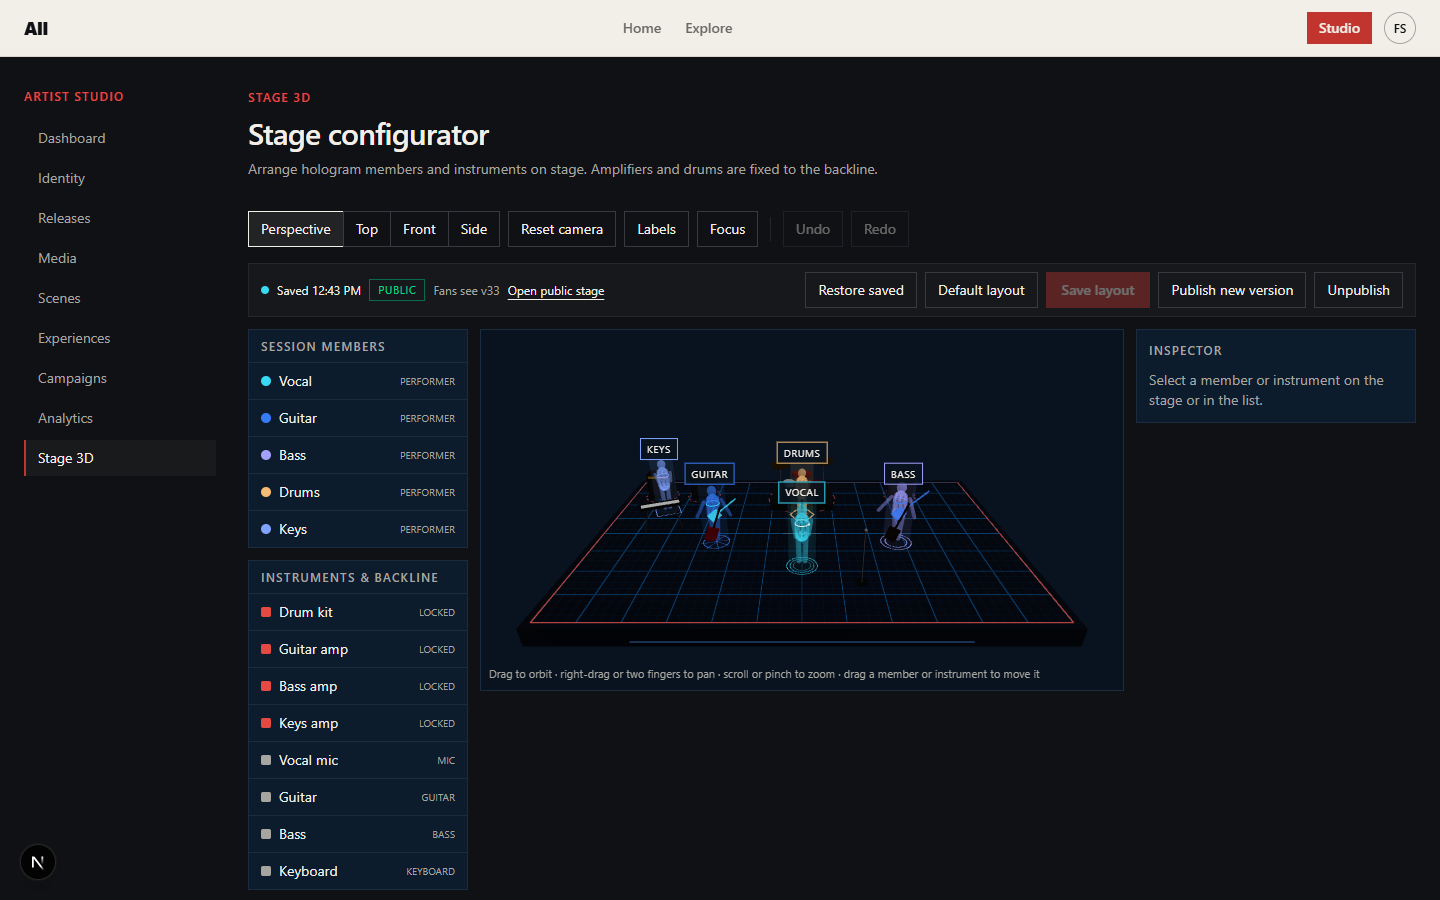 All
Home Explore
Studio FS
ARTIST STUDIO
Dashboard
Identity
Releases
Media
Scenes
Experiences
Campaigns
Analytics
Stage 3D
STAGE 3D
Stage configurator
Arrange hologram members and instruments on stage. Amplifiers and drums are fixed to the backline.
Perspective Top Front Side Reset camera Labels Focus Undo Redo
Saved 12:43 PM PUBLIC Fans see v33 Open public stage Restore saved Default layout Save layout Publish new version Unpublish
SESSION MEMBERS
Vocal PERFORMER
Guitar PERFORMER
Bass PERFORMER
Drums PERFORMER
Keys PERFORMER
INSTRUMENTS & BACKLINE
Drum kit LOCKED
Guitar amp LOCKED
Bass amp LOCKED
Keys amp LOCKED
Vocal mic MIC
Guitar GUITAR
Bass BASS
Keyboard KEYBOARD
KEYS
GUITAR
DRUMS
VOCAL
BASS
Drag to orbit · right-drag or two fingers to pan · scroll or pinch to zoom · drag a member or instrument to move it
INSPECTOR
Select a member or instrument on the
stage or in the list.
N